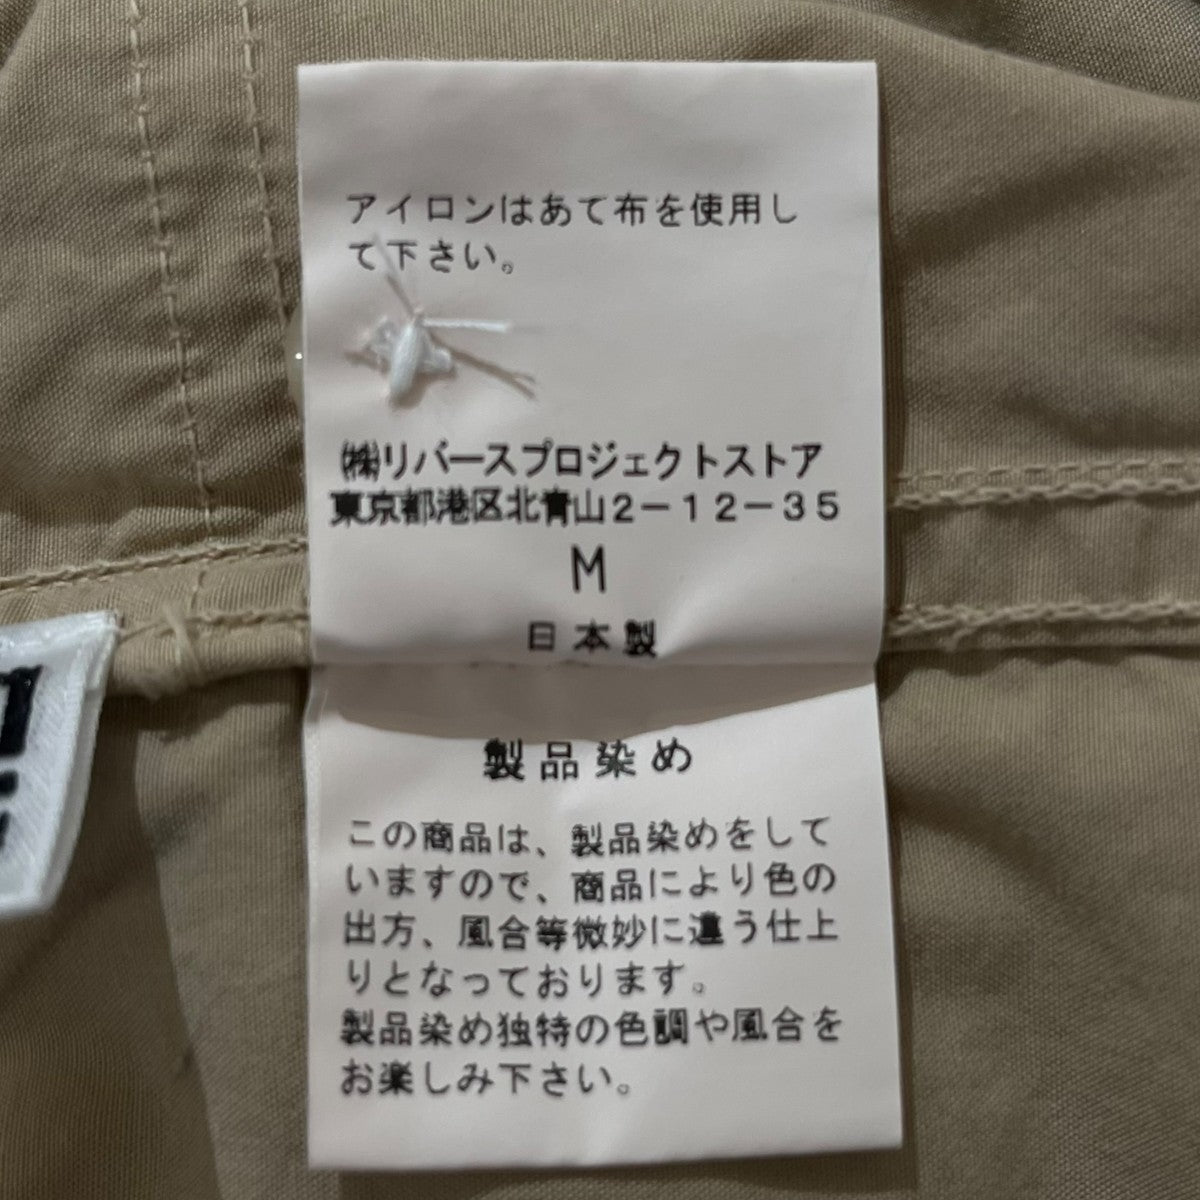 アイロンはあて布を使用し
て下さい。
㈱リバースプロジェクトストア
東京都港区北青山2-12-35
M
日本製
製品染め
この商品は、製品染めをして
いますので、商品により色の
出方、風合等微妙に違う仕上
りとなっております。
製品染め独特の色調や風合を
お楽しみ下さい。